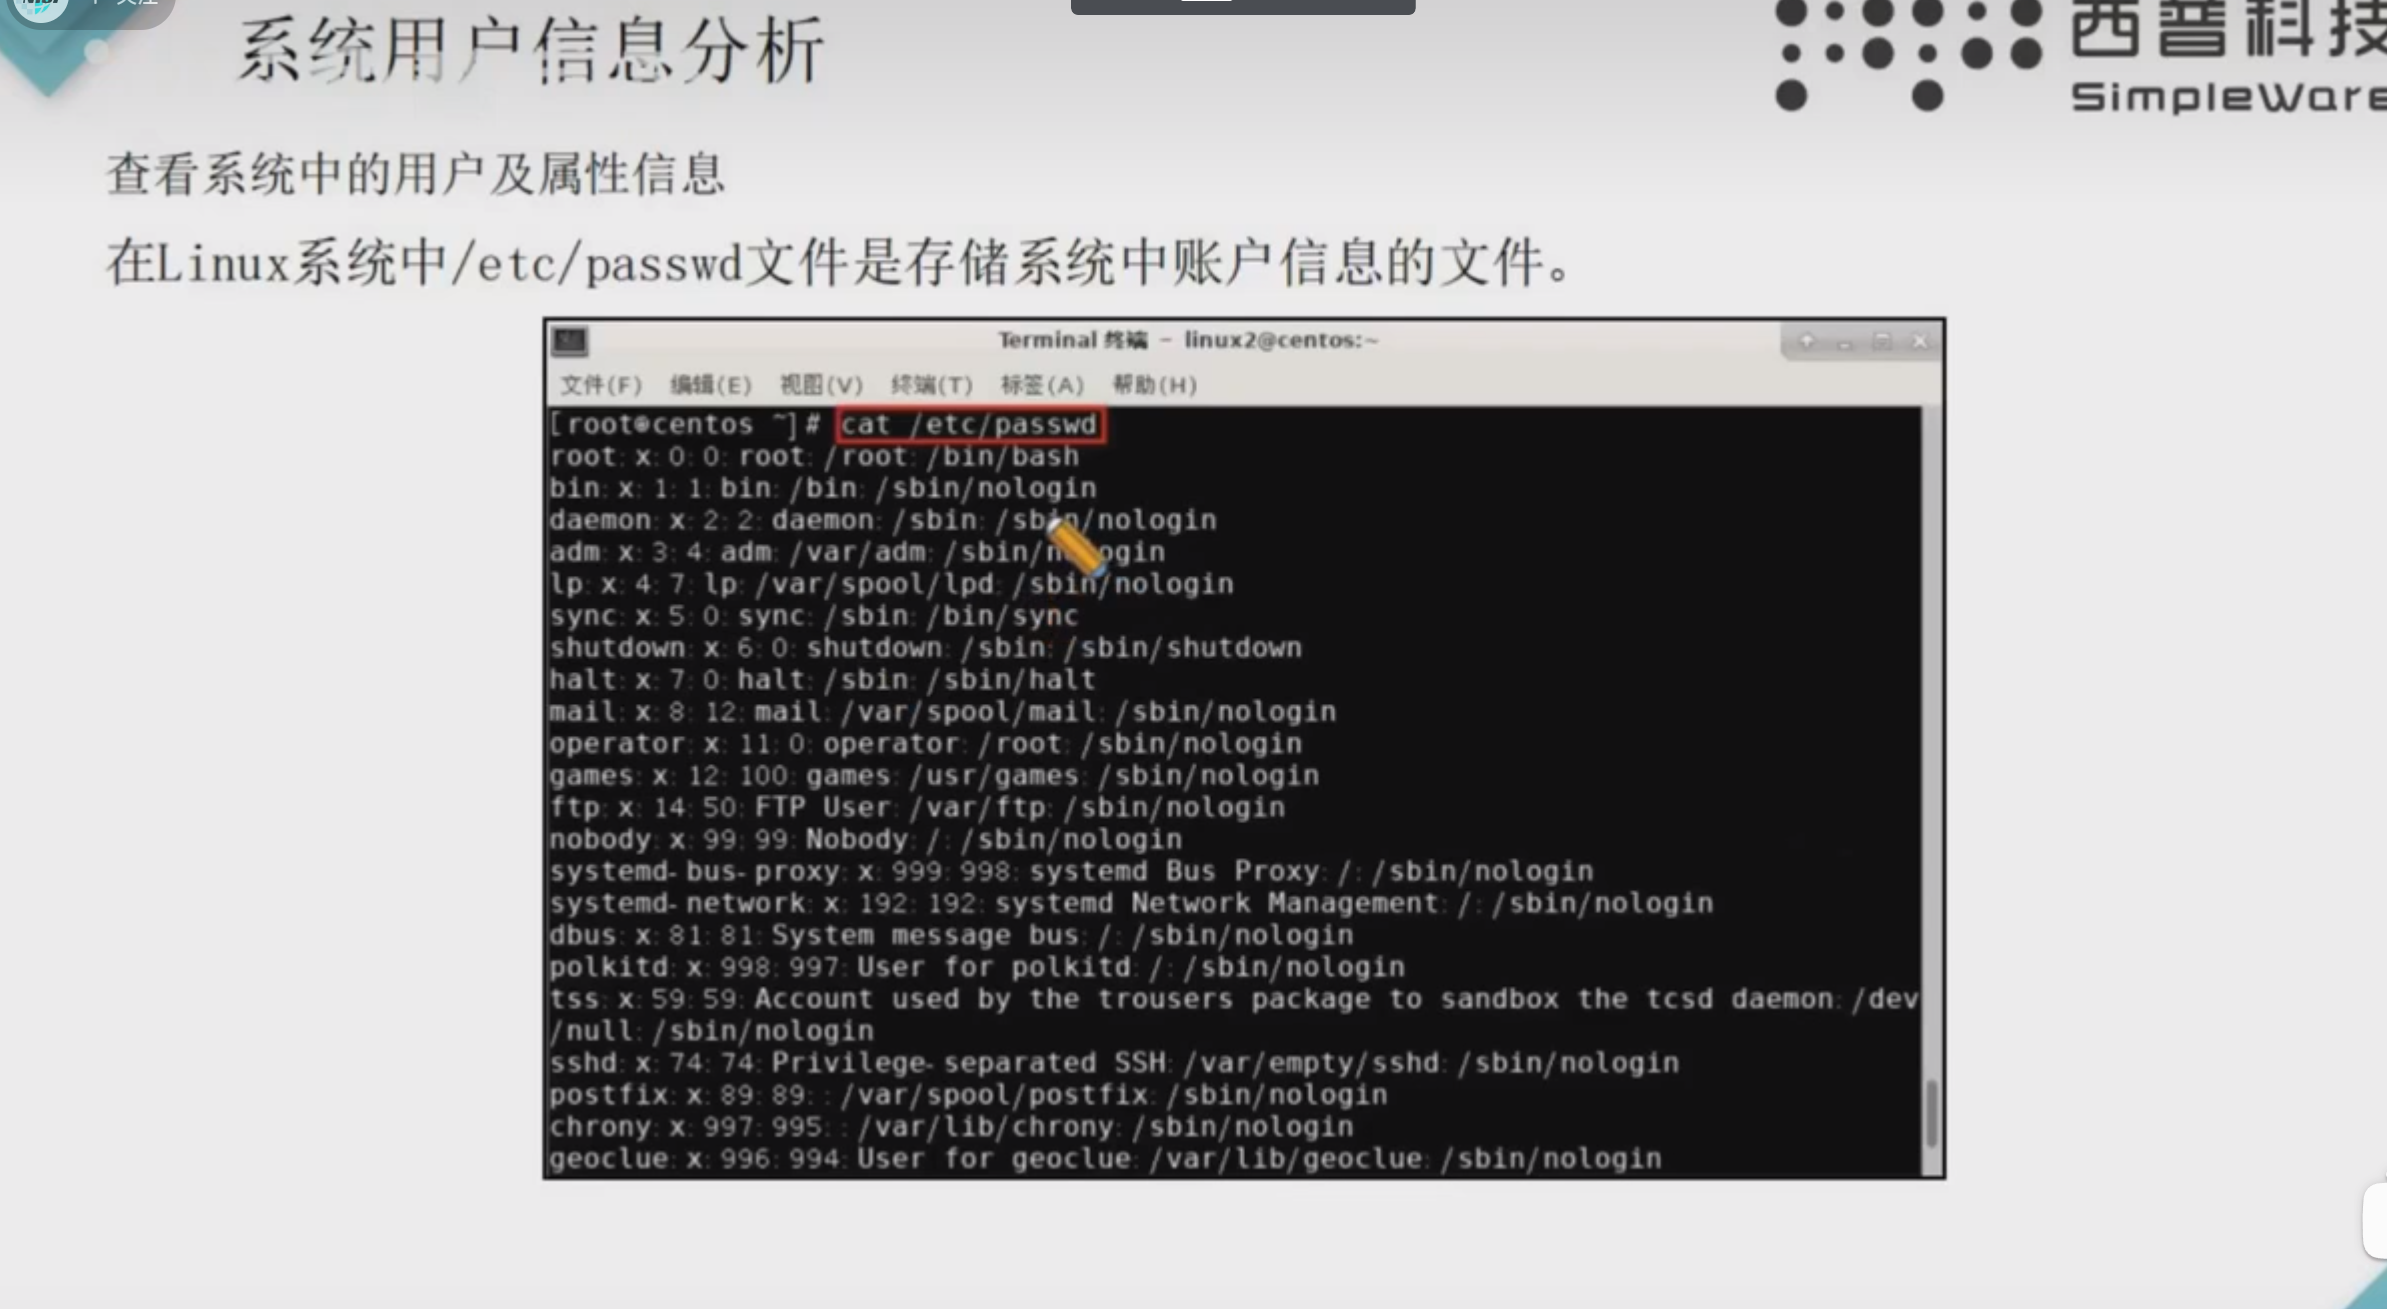 系统用户信息分析
西普科技
SimpleWare
查看系统中的用户及属性信息
在Linux系统中/etc/passwd文件是存储系统中账户信息的文件。
Terminal 终端 - linux2@centos:~
文件(F) 编辑(E) 视图(V) 终端(T) 标签(A) 帮助(H)
[root@centos ~]# cat /etc/passwd
root:x:0:0:root:/root:/bin/bash
bin:x:1:1:bin:/bin:/sbin/nologin
daemon:x:2:2:daemon:/sbin:/sbin/nologin
adm:x:3:4:adm:/var/adm:/sbin/nologin
lp:x:4:7:lp:/var/spool/lpd:/sbin/nologin
sync:x:5:0:sync:/sbin:/bin/sync
shutdown:x:6:0:shutdown:/sbin:/sbin/shutdown
halt:x:7:0:halt:/sbin:/sbin/halt
mail:x:8:12:mail:/var/spool/mail:/sbin/nologin
operator:x:11:0:operator:/root:/sbin/nologin
games:x:12:100:games:/usr/games:/sbin/nologin
ftp:x:14:50:FTP User:/var/ftp:/sbin/nologin
nobody:x:99:99:Nobody:/:/sbin/nologin
systemd-bus-proxy:x:999:998:systemd Bus Proxy:/:/sbin/nologin
systemd-network:x:192:192:systemd Network Management:/:/sbin/nologin
dbus:x:81:81:System message bus:/:/sbin/nologin
polkitd:x:998:997:User for polkitd:/:/sbin/nologin
tss:x:59:59:Account used by the trousers package to sandbox the tcsd daemon:/dev
/null:/sbin/nologin
sshd:x:74:74:Privilege-separated SSH:/var/empty/sshd:/sbin/nologin
postfix:x:89:89::/var/spool/postfix:/sbin/nologin
chrony:x:997:995::/var/lib/chrony:/sbin/nologin
geoclue:x:996:994:User for geoclue:/var/lib/geoclue:/sbin/nologin